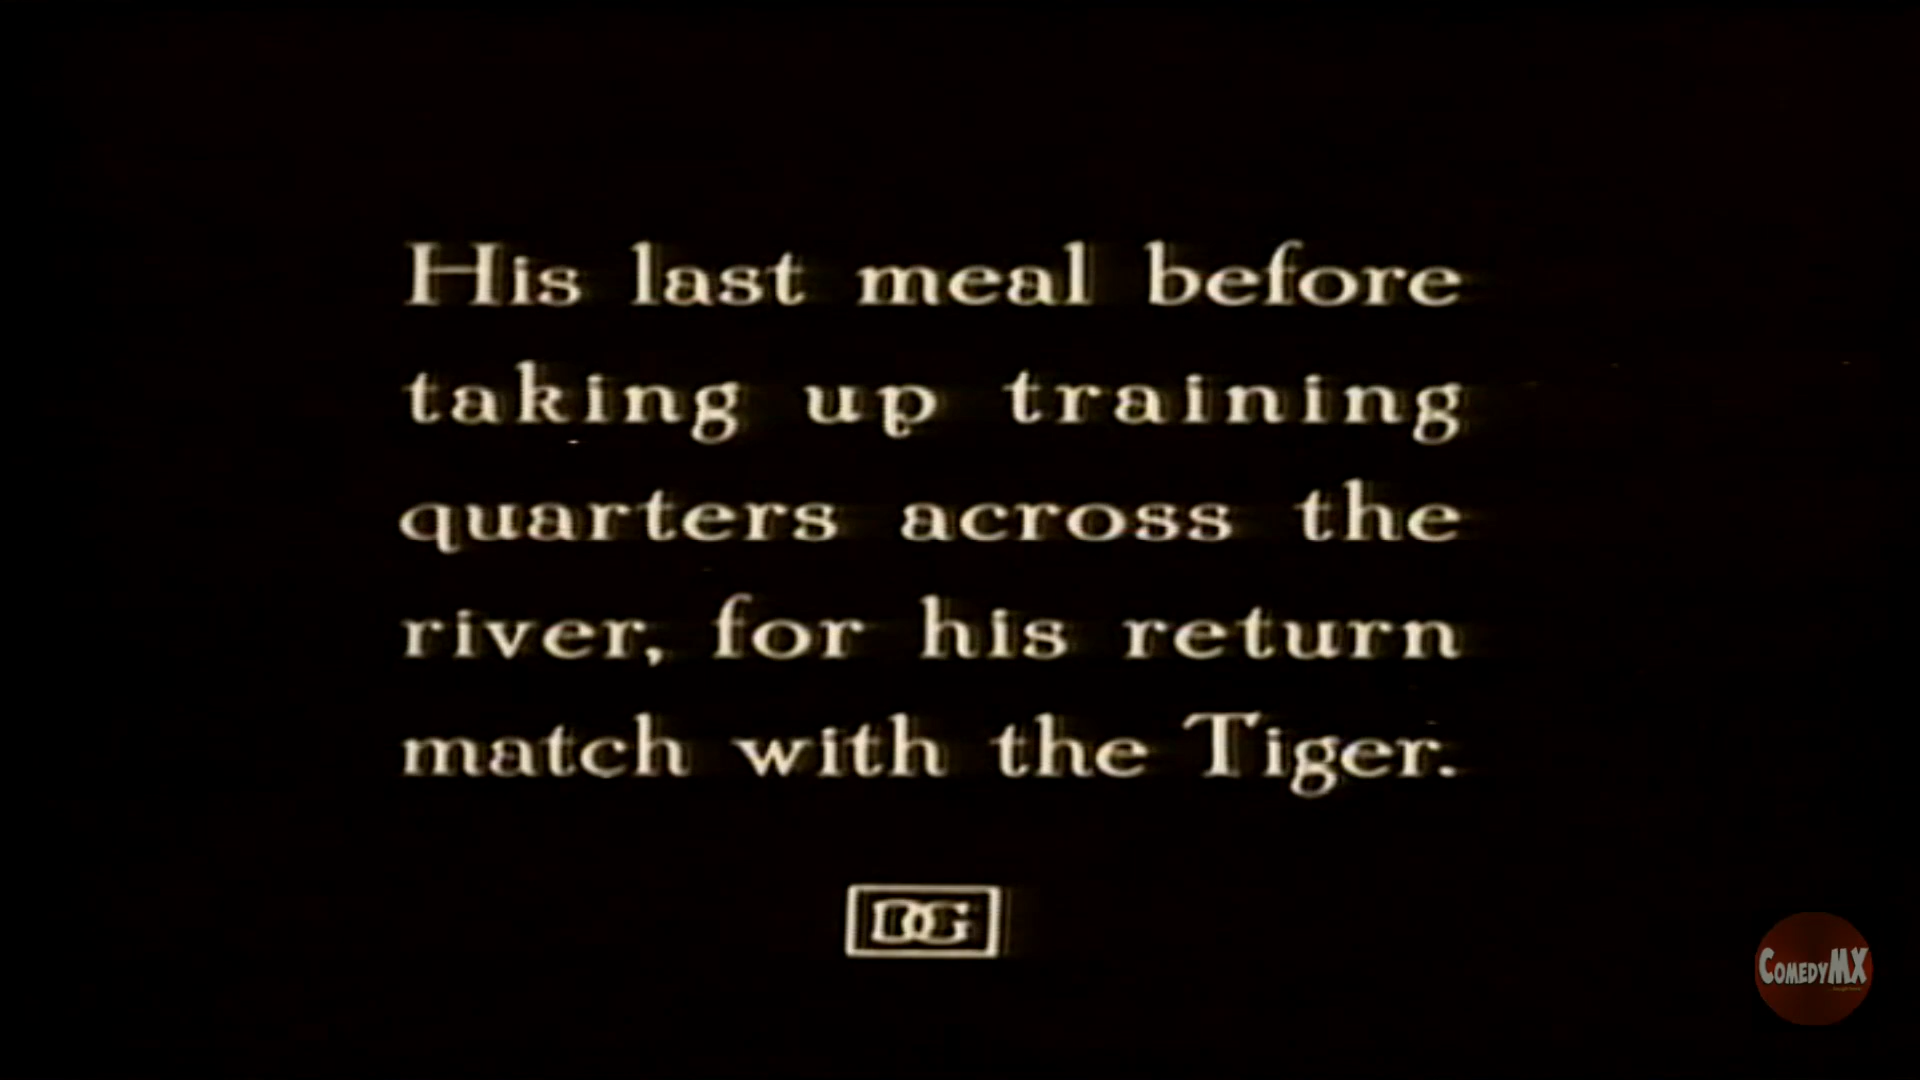 His last meal before
taking up training
quarters across the
river, for his return
match with the Tiger.
DG
COMEDYMX